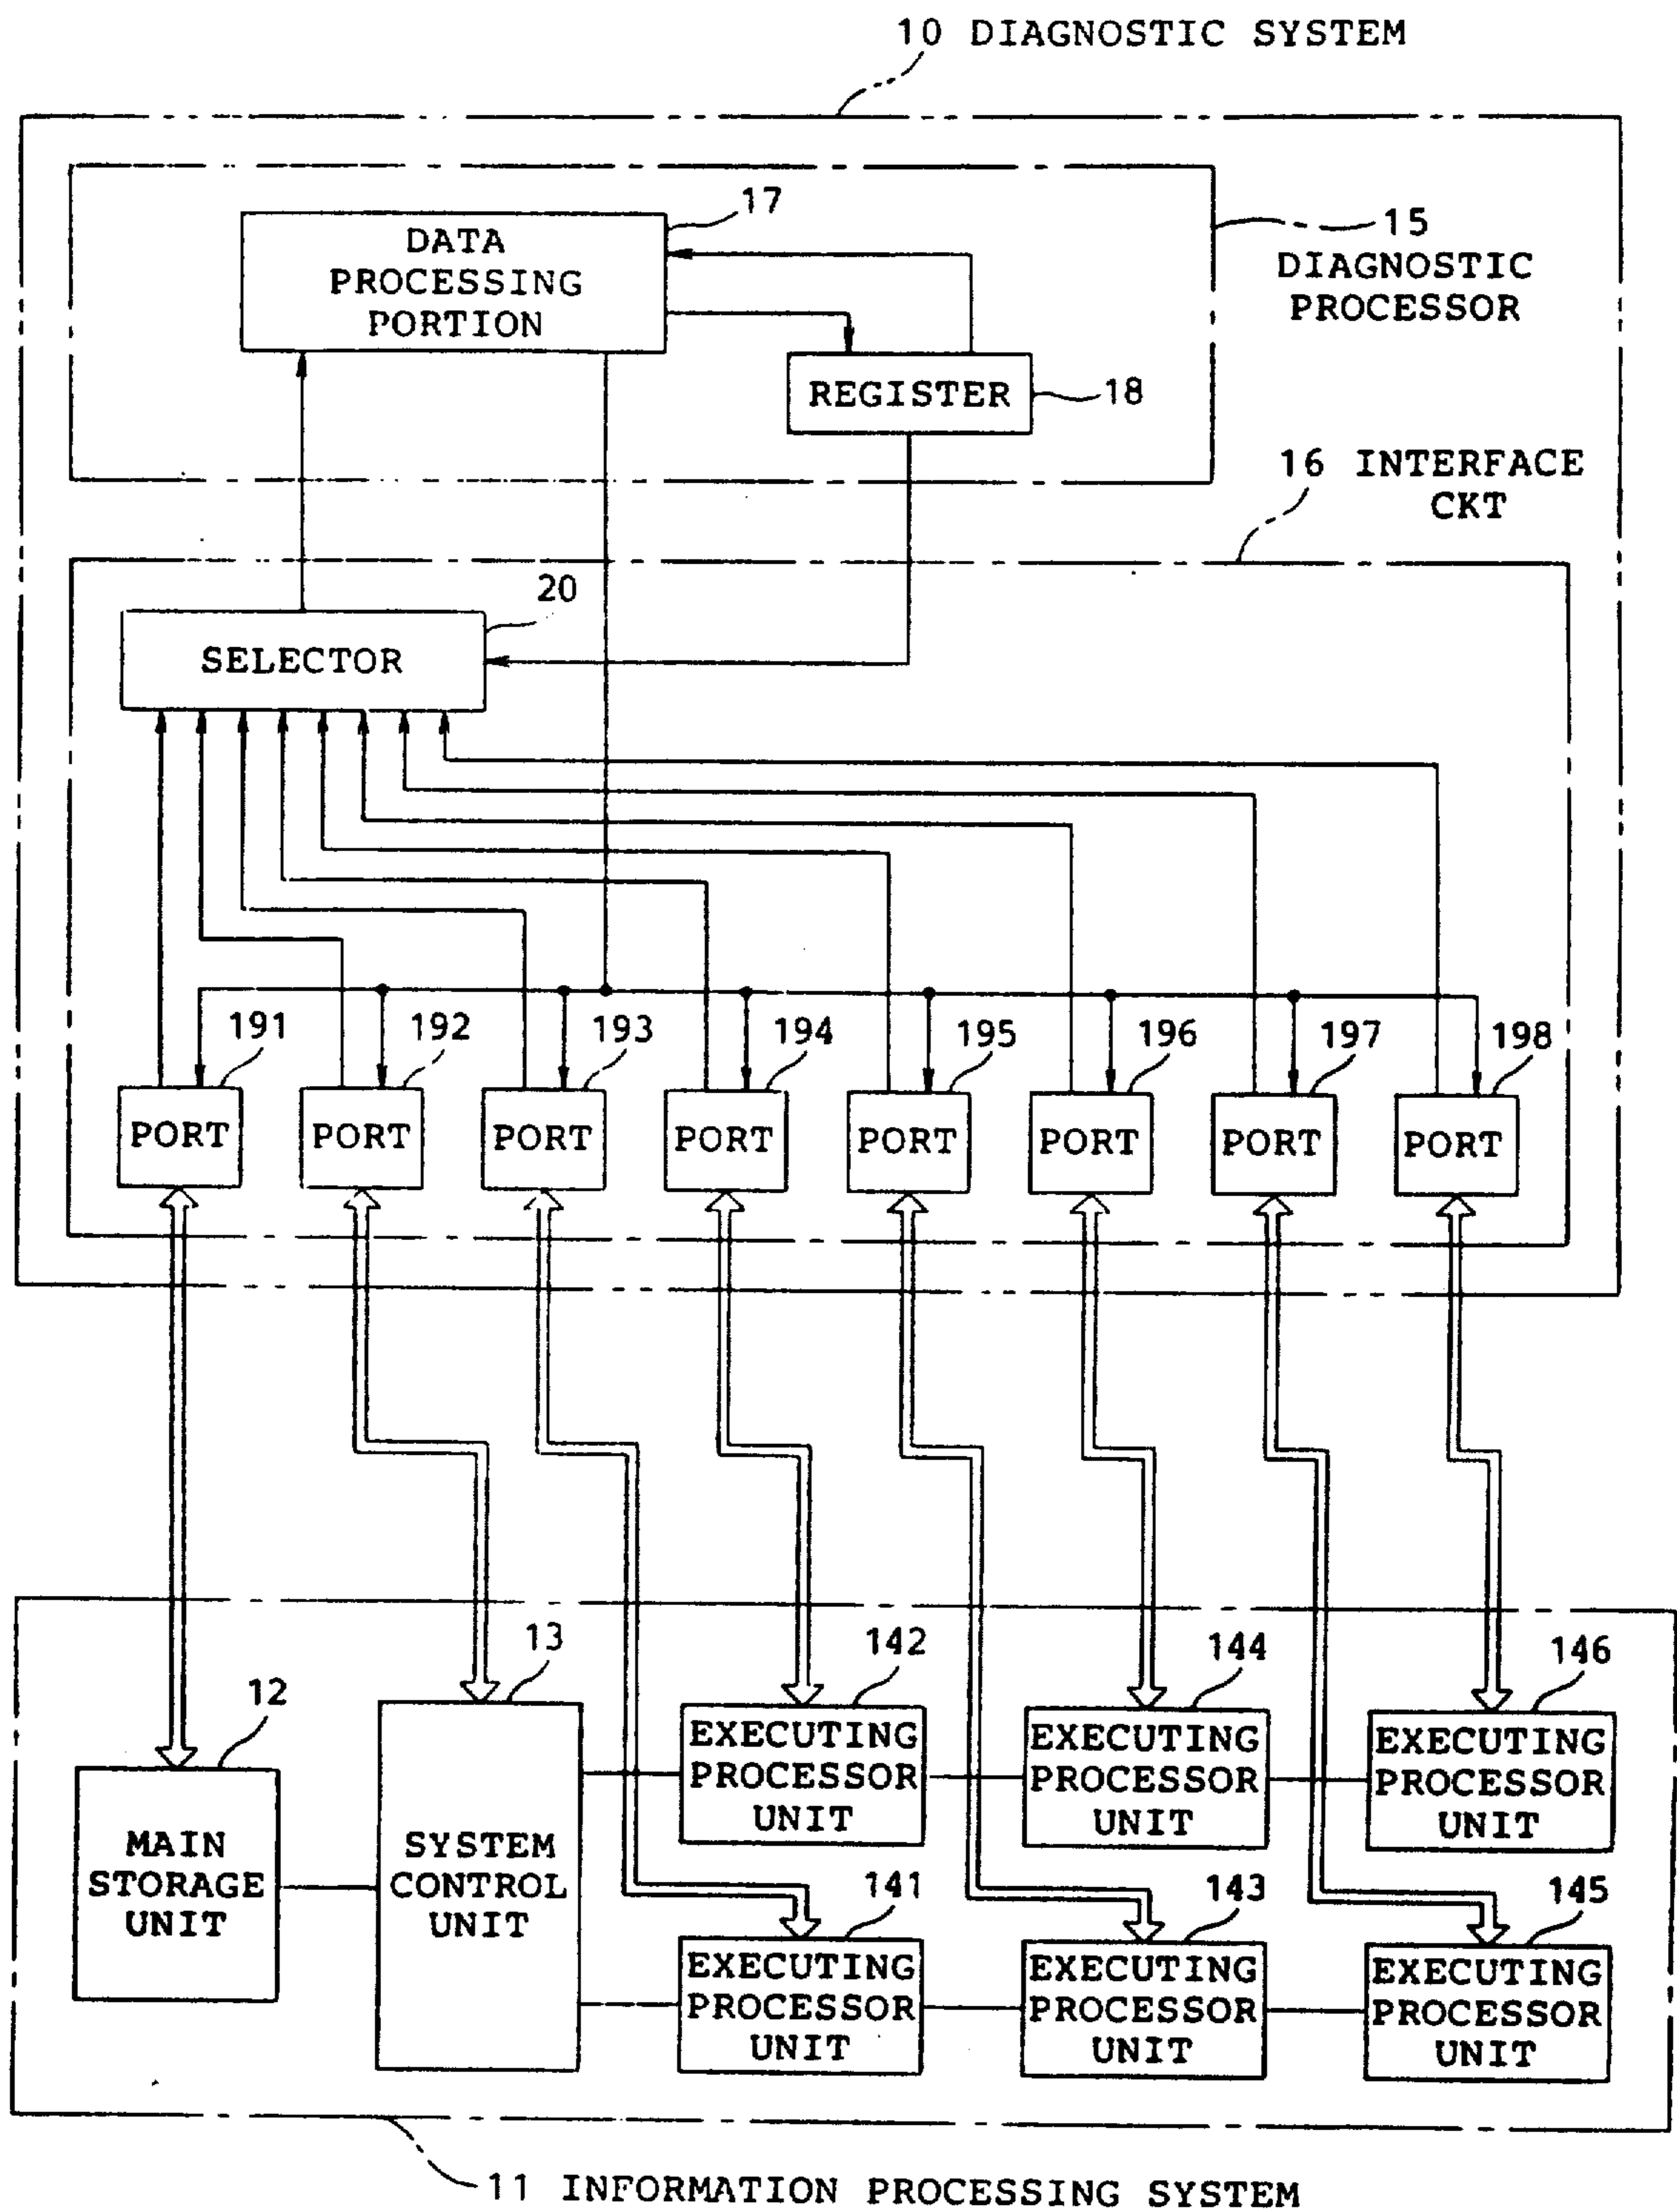 10 DIAGNOSTIC SYSTEM
17
DATA
PROCESSING
PORTION
15
DIAGNOSTIC
PROCESSOR
REGISTER
18
16 INTERFACE
CKT
20
SELECTOR
191
192
193
194
195
196
197
198
PORT
PORT
PORT
PORT
PORT
PORT
PORT
PORT
12
MAIN
STORAGE
UNIT
13
SYSTEM
CONTROL
UNIT
142
EXECUTING
PROCESSOR
UNIT
144
EXECUTING
PROCESSOR
UNIT
146
EXECUTING
PROCESSOR
UNIT
141
EXECUTING
PROCESSOR
UNIT
143
EXECUTING
PROCESSOR
UNIT
145
EXECUTING
PROCESSOR
UNIT
11 INFORMATION PROCESSING SYSTEM